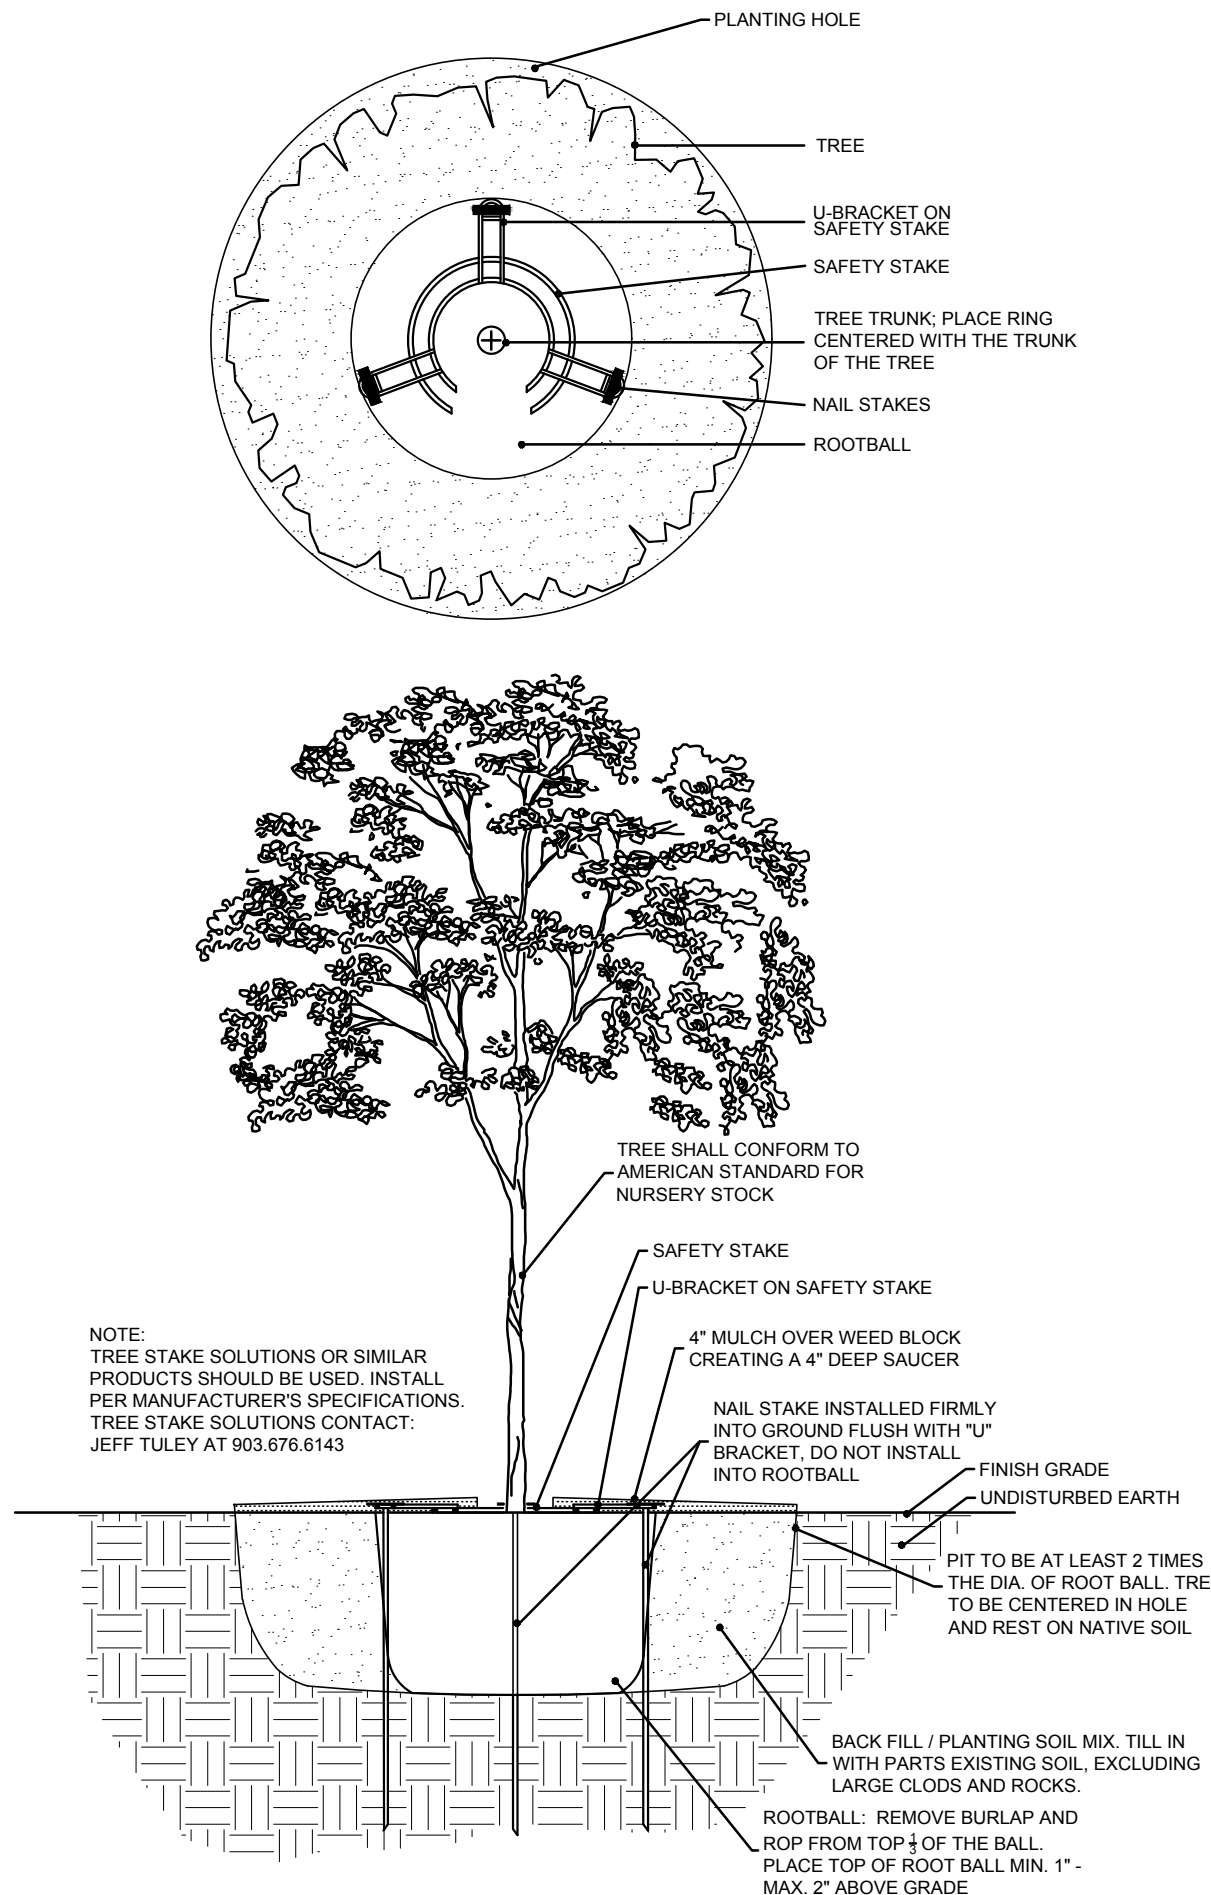 PLANTING HOLE
TREE
U-BRACKET ON
SAFETY STAKE
SAFETY STAKE
TREE TRUNK; PLACE RING
CENTERED WITH THE TRUNK
OF THE TREE
NAIL STAKES
ROOTBALL
TREE SHALL CONFORM TO
AMERICAN STANDARD FOR
NURSERY STOCK
SAFETY STAKE
U-BRACKET ON SAFETY STAKE
NOTE:
TREE STAKE SOLUTIONS OR SIMILAR
PRODUCTS SHOULD BE USED. INSTALL
PER MANUFACTURER'S SPECIFICATIONS.
TREE STAKE SOLUTIONS CONTACT:
JEFF TULEY AT 903.676.6143
4" MULCH OVER WEED BLOCK
CREATING A 4" DEEP SAUCER
NAIL STAKE INSTALLED FIRMLY
INTO GROUND FLUSH WITH "U"
BRACKET, DO NOT INSTALL
INTO ROOTBALL
FINISH GRADE
UNDISTURBED EARTH
PIT TO BE AT LEAST 2 TIMES
THE DIA. OF ROOT BALL. TRE
TO BE CENTERED IN HOLE
AND REST ON NATIVE SOIL
BACK FILL / PLANTING SOIL MIX. TILL IN
WITH PARTS EXISTING SOIL, EXCLUDING
LARGE CLODS AND ROCKS.
ROOTBALL: REMOVE BURLAP AND
ROP FROM TOP 1/3 OF THE BALL.
PLACE TOP OF ROOT BALL MIN. 1" -
MAX. 2" ABOVE GRADE